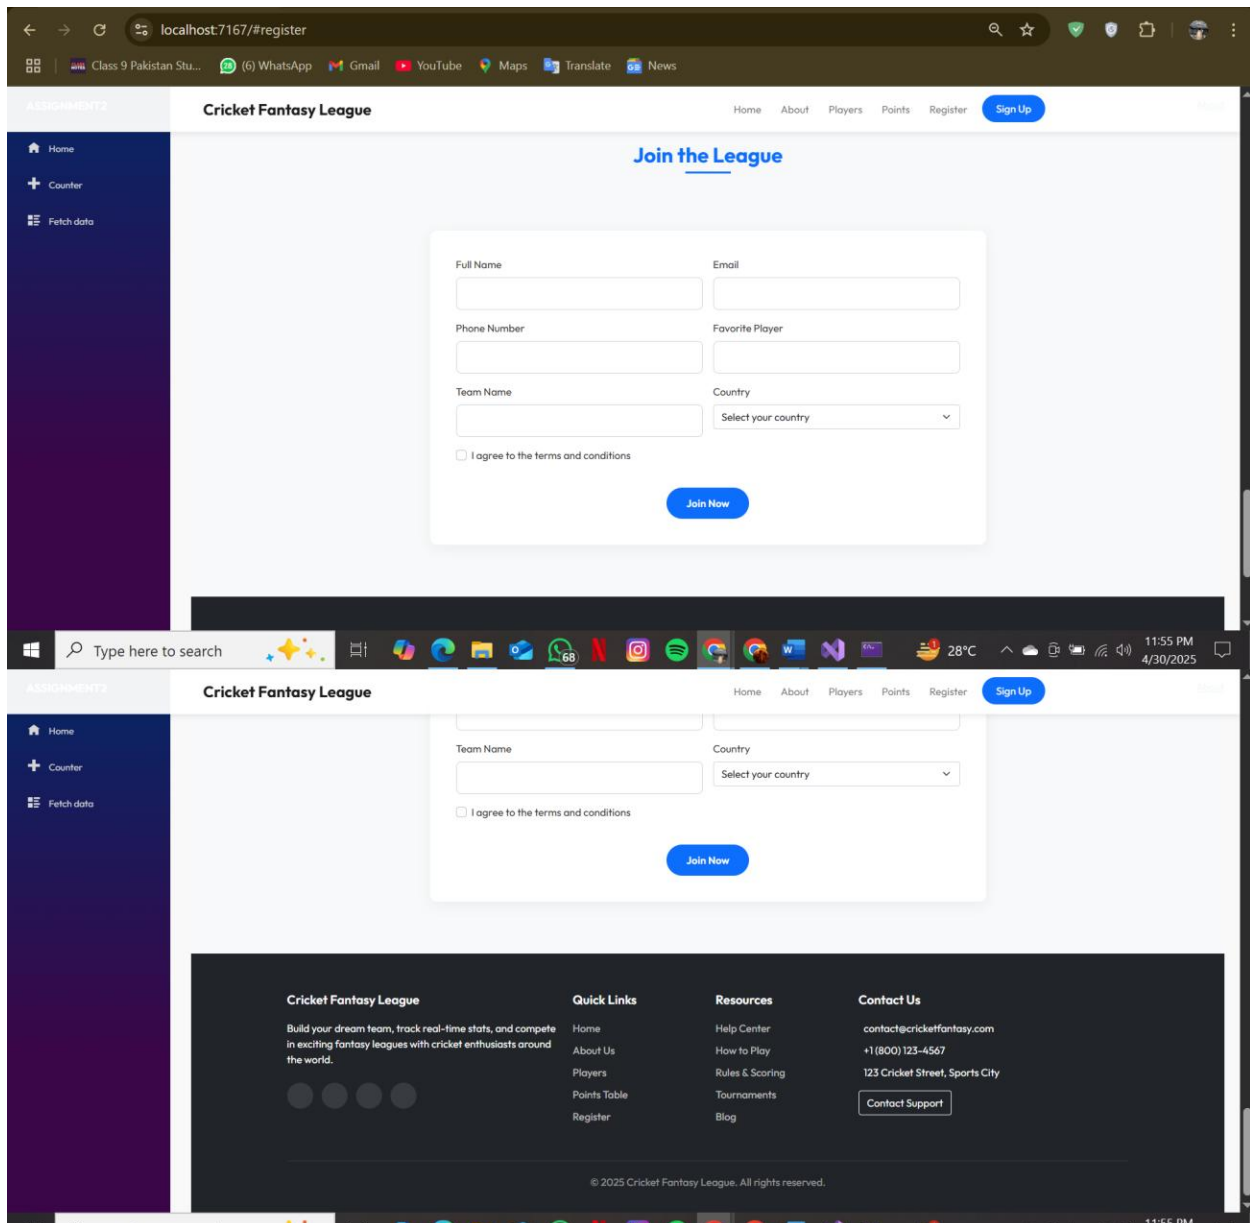 localhost:7167/#register
Class 9 Pakistan Stu... (6) WhatsApp Gmail YouTube Maps Translate News
ASSIGNMENT2 Cricket Fantasy League Home About Players Points Register Sign Up About
Home
Counter
Fetch data
Join the League
Full Name Email
Phone Number Favorite Player
Team Name Country
Select your country
I agree to the terms and conditions
Join Now
Type here to search 68 28°C 11:55 PM
4/30/2025
ASSIGNMENT2 Cricket Fantasy League Home About Players Points Register Sign Up
Home
Counter
Fetch data
Team Name Country
Select your country
I agree to the terms and conditions
Join Now
Cricket Fantasy League Quick Links Resources Contact Us
Build your dream team, track real-time stats, and compete Home Help Center contact@cricketfantasy.com
in exciting fantasy leagues with cricket enthusiasts around About Us How to Play +1 (800) 123-4567
the world. Players Rules & Scoring 123 Cricket Street, Sports City
Points Table Tournaments Contact Support
Register Blog
© 2025 Cricket Fantasy League. All rights reserved.
11:55 PM